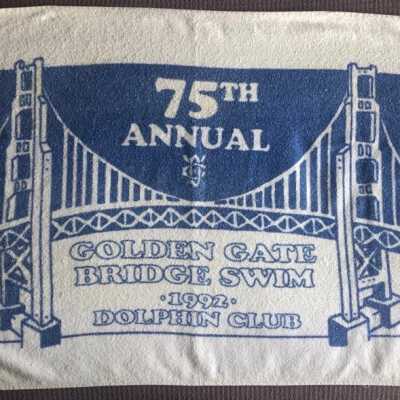 75TH
ANNUAL
GOLDEN GATE
BRIDGE SWIM
·1992·
DOLPHIN CLUB